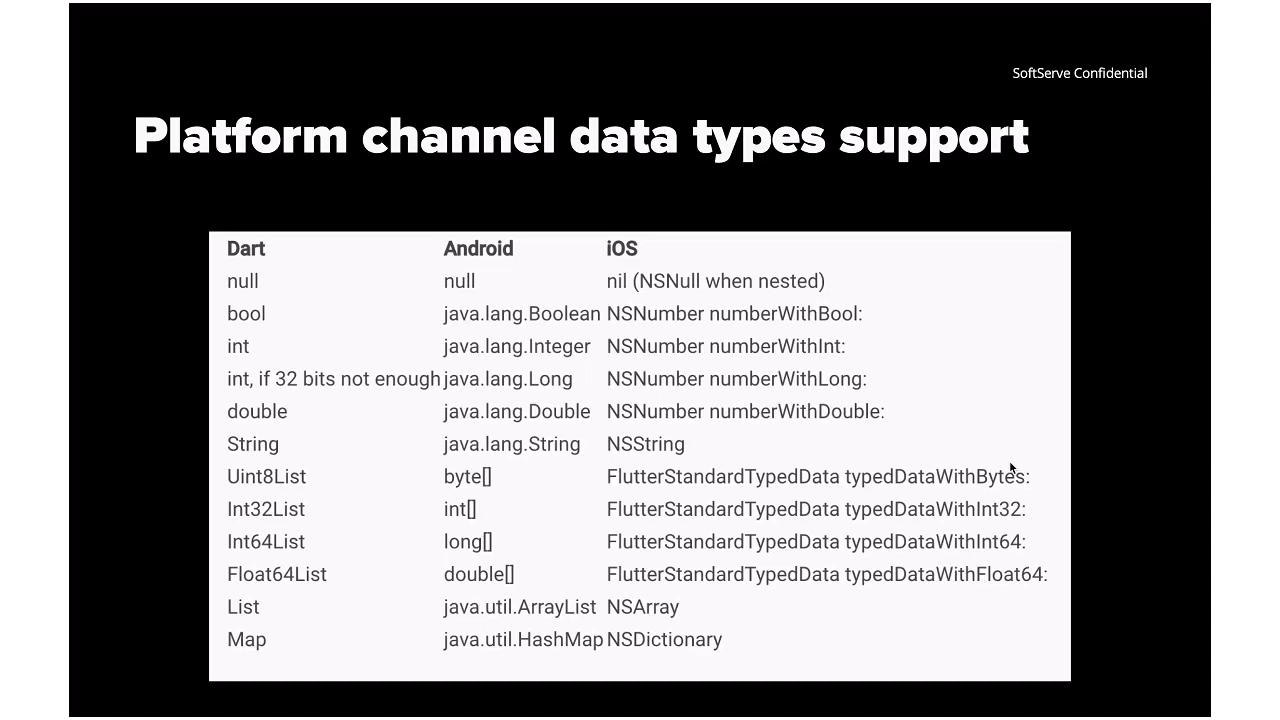 SoftServe Confidential
Platform channel data types support
Dart Android iOS
null null nil (NSNull when nested)
bool java.lang.Boolean NSNumber numberWithBool:
int java.lang.Integer NSNumber numberWithInt:
int, if 32 bits not enough java.lang.Long NSNumber numberWithLong:
double java.lang.Double NSNumber numberWithDouble:
String java.lang.String NSString
Uint8List byte[] FlutterStandardTypedData typedDataWithBytes:
Int32List int[] FlutterStandardTypedData typedDataWithInt32:
Int64List long[] FlutterStandardTypedData typedDataWithInt64:
Float64List double[] FlutterStandardTypedData typedDataWithFloat64:
List java.util.ArrayList NSArray
Map java.util.HashMap NSDictionary